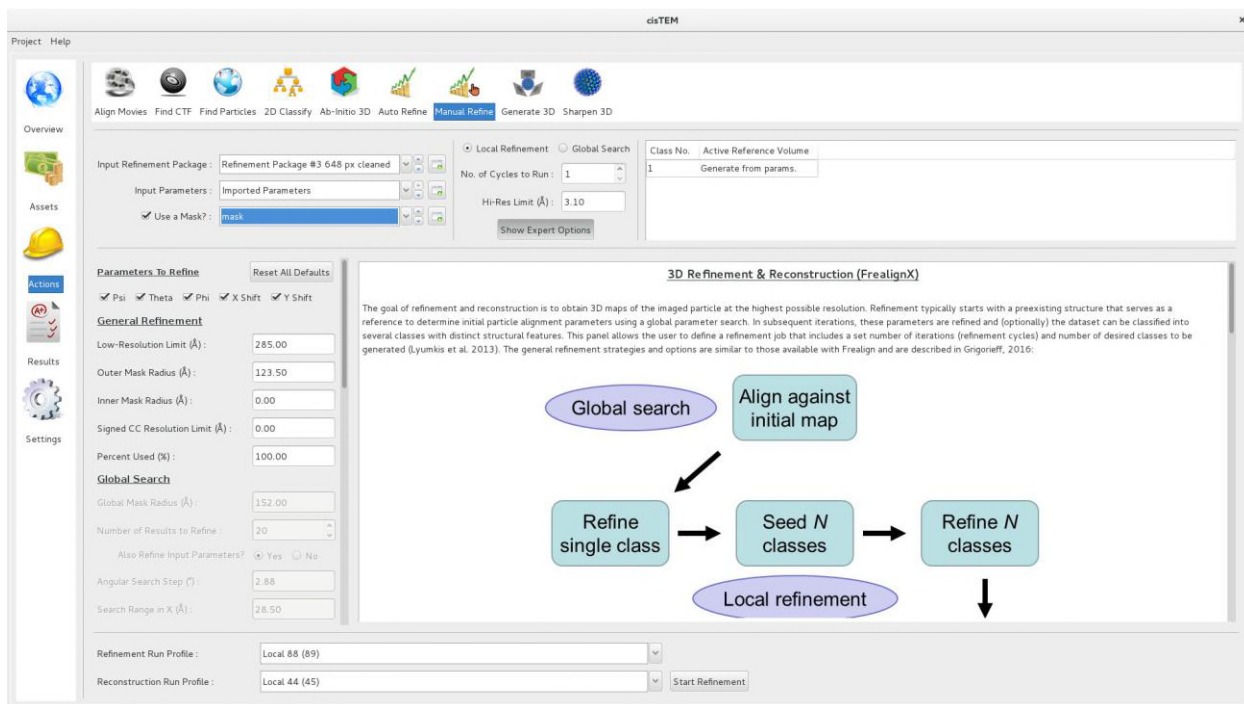 cisTEM
Project Help
Overview
Assets
Actions
Results
Settings
Align Movies Find CTF Find Particles 2D Classify Ab-Initio 3D Auto Refine Manual Refine Generate 3D Sharpen 3D
Input Refinement Package : Refinement Package #3 648 px cleaned
Input Parameters : Imported Parameters
Use a Mask? : mask
Local Refinement Global Search
No. of Cycles to Run : 1
Hi-Res Limit (Å) : 3.10
Show Expert Options
Class No. Active Reference Volume
1 Generate from params.
Parameters To Refine Reset All Defaults
Psi Theta Phi X Shift Y Shift
General Refinement
Low-Resolution Limit (Å) : 285.00
Outer Mask Radius (Å) : 123.50
Inner Mask Radius (Å) : 0.00
Signed CC Resolution Limit (Å) : 0.00
Percent Used (%) : 100.00
Global Search
Global Mask Radius (Å) : 152.00
Number of Results to Refine : 20
Also Refine Input Parameters? Yes No
Angular Search Step (°) : 2.88
Search Range in X (Å) : 28.50
3D Refinement & Reconstruction (FrealignX)
The goal of refinement and reconstruction is to obtain 3D maps of the imaged particle at the highest possible resolution. Refinement typically starts with a preexisting structure that serves as a
reference to determine initial particle alignment parameters using a global parameter search. In subsequent iterations, these parameters are refined and (optionally) the dataset can be classified into
several classes with distinct structural features. This panel allows the user to define a refinement job that includes a set number of iterations (refinement cycles) and number of desired classes to be
generated (Lyumkis et al. 2013). The general refinement strategies and options are similar to those available with Frealign and are described in Grigorieff, 2016:
Global search
Align against
initial map
Refine
single class
Seed N
classes
Refine N
classes
Local refinement
Refinement Run Profile : Local 88 (89)
Reconstruction Run Profile : Local 44 (45)
Start Refinement